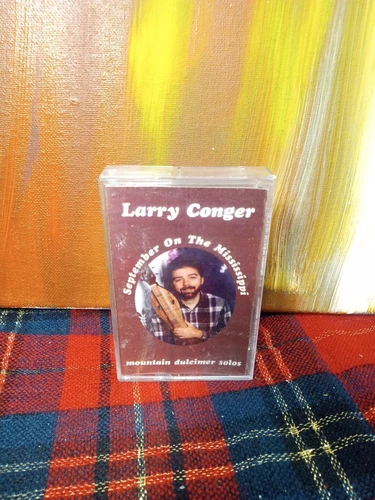 Larry Conger
September On The Mississippi
mountain dulcimer solos